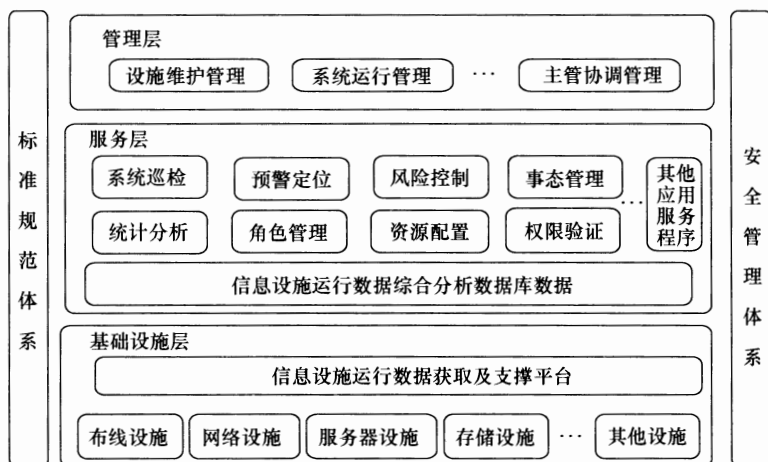 标准规范体系
管理层
设施维护管理 系统运行管理 ··· 主管协调管理
服务层
系统巡检 预警定位 风险控制 事态管理
统计分析 角色管理 资源配置 权限验证 ···
其他
应用
服务
程序
信息设施运行数据综合分析数据库数据
基础设施层
信息设施运行数据获取及支撑平台
布线设施 网络设施 服务器设施 存储设施 ··· 其他设施
安全管理体系